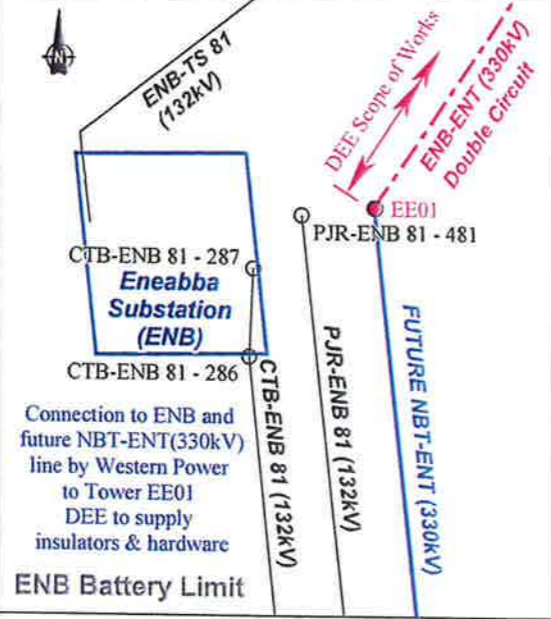 N
ENB-TS 81
(132kV)
DEE Scope of Works
ENB-ENT (330kV)
Double Circuit
EE01
PJR-ENB 81 - 481
CTB-ENB 81 - 287
Eneabba
Substation
(ENB)
CTB-ENB 81 - 286
CTB-ENB 81 (132kV)
PJR-ENB 81 (132kV)
FUTURE NBT-ENT (330kV)
Connection to ENB and
future NBT-ENT(330kV)
line by Western Power
to Tower EE01
DEE to supply
insulators & hardware
ENB Battery Limit